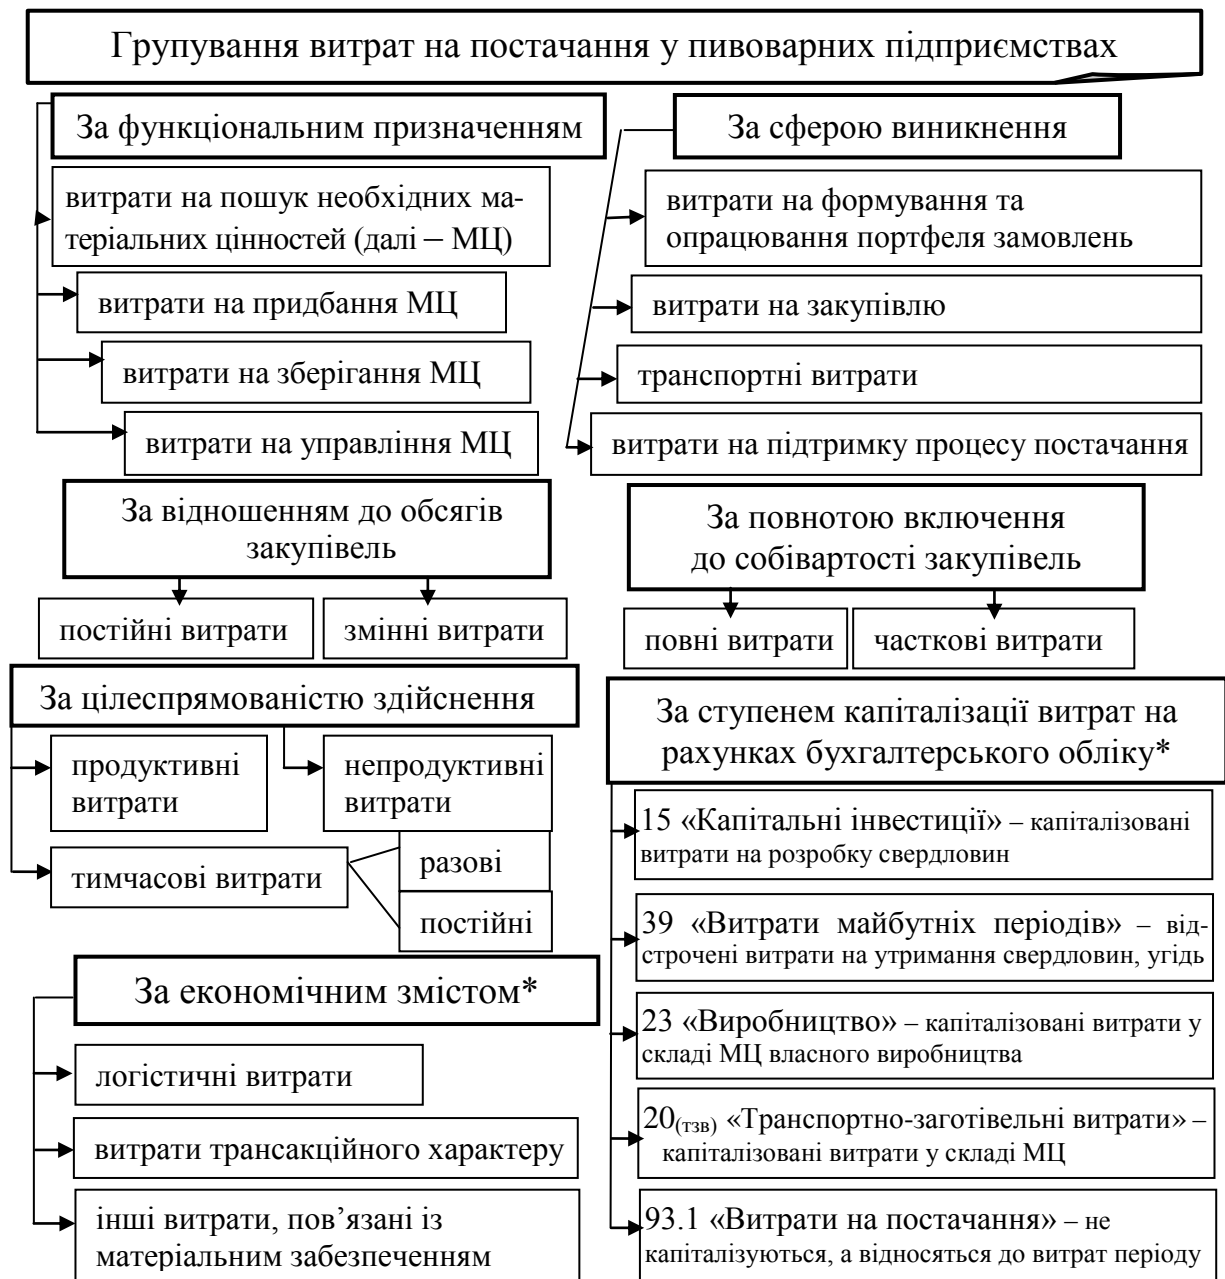 Групування витрат на постачання у пивоварних підприємствах
За функціональним призначенням
витрати на пошук необхідних ма-
теріальних цінностей (далі – МЦ)
витрати на придбання МЦ
витрати на зберігання МЦ
витрати на управління МЦ
За сферою виникнення
витрати на формування та
опрацювання портфеля замовлень
витрати на закупівлю
транспортні витрати
витрати на підтримку процесу постачання
За відношенням до обсягів
закупівель
постійні витрати
змінні витрати
За повнотою включення
до собівартості закупівель
повні витрати
часткові витрати
За цілеспрямованістю здійснення
продуктивні
витрати
непродуктивні
витрати
тимчасові витрати
разові
постійні
За економічним змістом*
логістичні витрати
витрати трансакційного характеру
інші витрати, пов’язані із
матеріальним забезпеченням
За ступенем капіталізації витрат на
рахунках бухгалтерського обліку*
15 «Капітальні інвестиції» – капіталізовані
витрати на розробку свердловин
39 «Витрати майбутніх періодів» – від-
строчені витрати на утримання свердловин, угідь
23 «Виробництво» – капіталізовані витрати у
складі МЦ власного виробництва
20(тзв) «Транспортно-заготівельні витрати» –
капіталізовані витрати у складі МЦ
93.1 «Витрати на постачання» – не
капіталізуються, а відносяться до витрат періоду